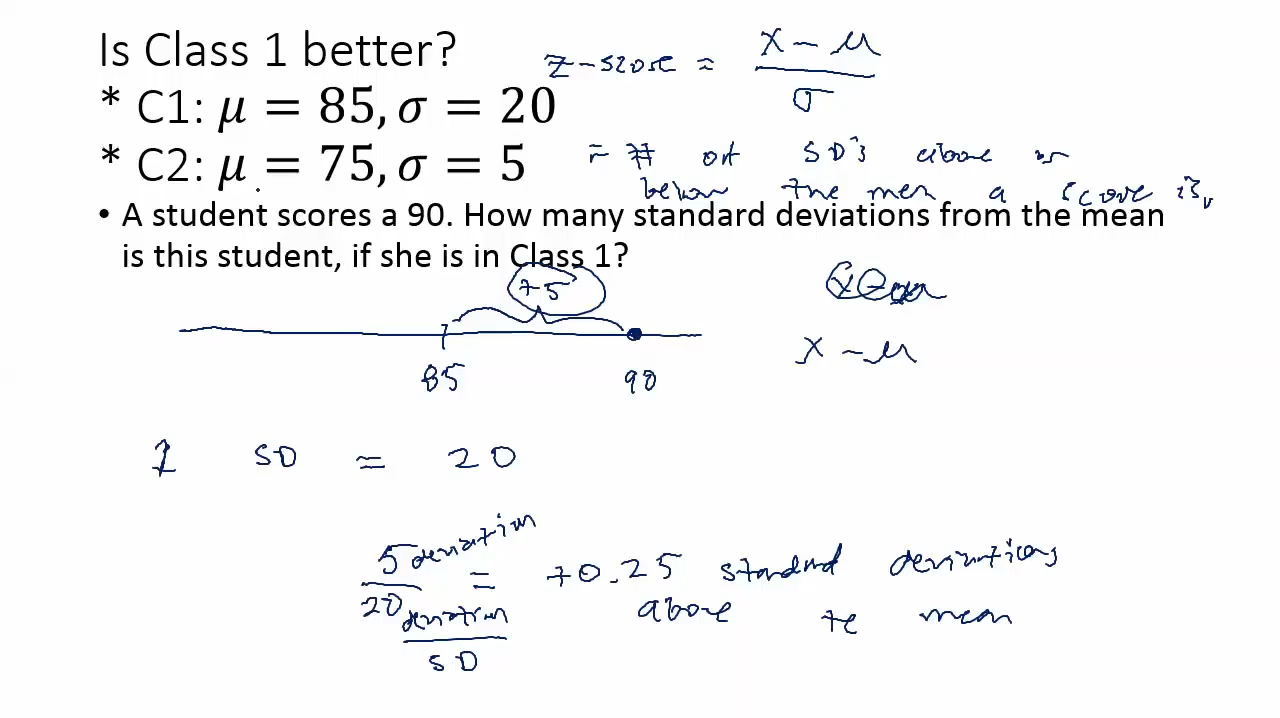 Is Class 1 better?
* C1: μ = 85, σ = 20
* C2: μ = 75, σ = 5
z-score = x - μ / σ
= # of SD's above or
below the mean a score is
• A student scores a 90. How many standard deviations from the mean
is this student, if she is in Class 1?
+5
x - μ
85 90
1 SD = 20
5 deviation / 20 deviation / SD = +0.25 standard deviations
above te mean